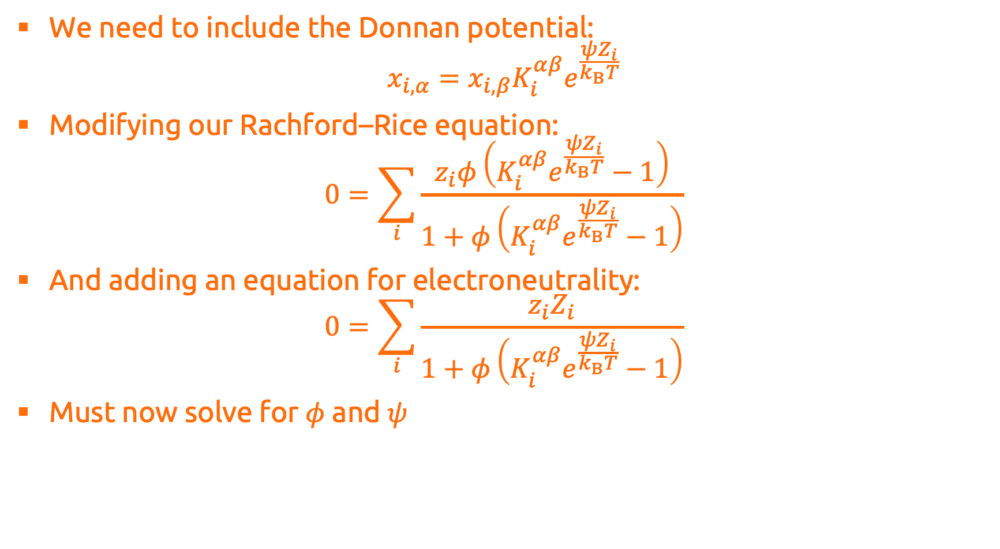 ▪ We need to include the Donnan potential:
$x_{i,\alpha} = x_{i,\beta} K_i^{\alpha\beta} e^{\frac{\psi Z_i}{k_\mathrm{B} T}}$
▪ Modifying our Rachford–Rice equation:
$0 = \sum_i \frac{z_i \phi \left( K_i^{\alpha\beta} e^{\frac{\psi Z_i}{k_\mathrm{B} T}} - 1 \right)}{1 + \phi \left( K_i^{\alpha\beta} e^{\frac{\psi Z_i}{k_\mathrm{B} T}} - 1 \right)}$
▪ And adding an equation for electroneutrality:
$0 = \sum_i \frac{z_i Z_i}{1 + \phi \left( K_i^{\alpha\beta} e^{\frac{\psi Z_i}{k_\mathrm{B} T}} - 1 \right)}$
▪ Must now solve for $\phi$ and $\psi$